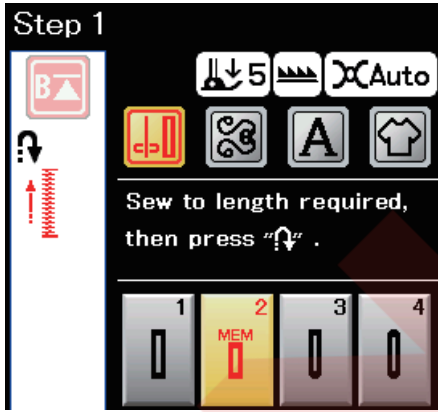 Step 1
B
5
Auto
A
Sew to length required,
then press “ ” .
1
2
3
4
MEM